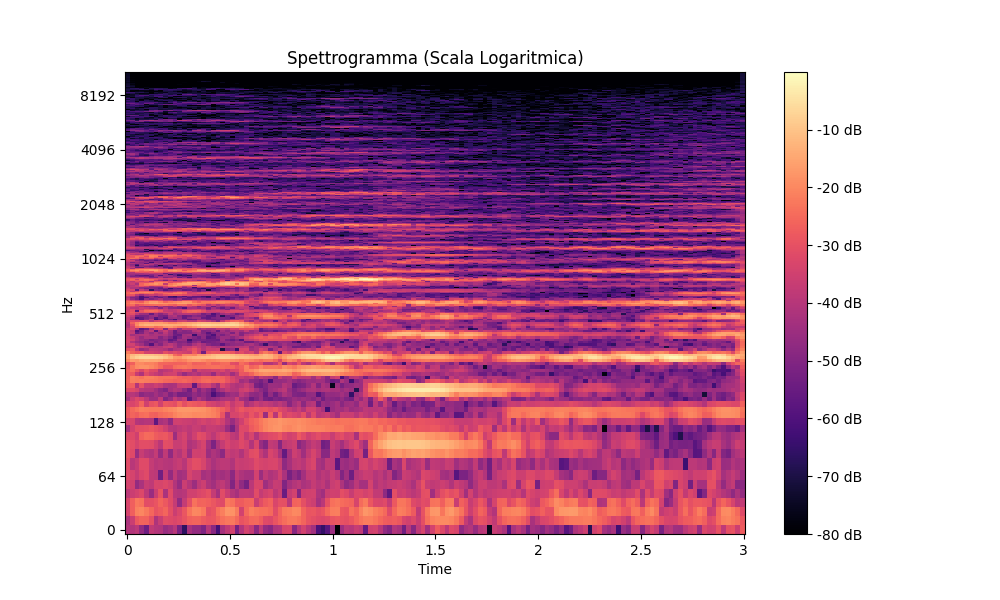 Spettrogramma (Scala Logaritmica)
8192
4096
2048
1024
512
256
128
64
0
Hz
0
0.5
1
1.5
2
2.5
3
Time
-10 dB
-20 dB
-30 dB
-40 dB
-50 dB
-60 dB
-70 dB
-80 dB